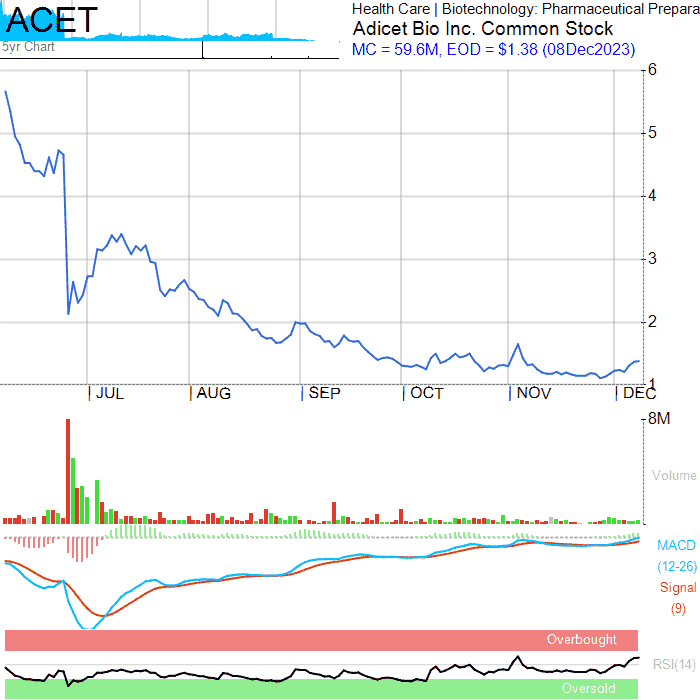 ACET
5yr Chart
Health Care | Biotechnology: Pharmaceutical Prepara
Adicet Bio Inc. Common Stock
MC = 59.6M, EOD = $1.38 (08Dec2023)
6
5
4
3
2
1
JUL
AUG
SEP
OCT
NOV
DEC
8M
Volume
MACD
(12-26)
Signal
(9)
Overbought
RSI(14)
Oversold